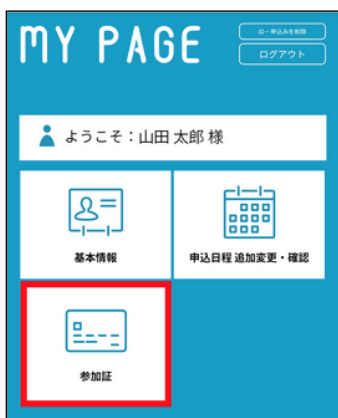 MY PAGE
ID・申込みを削除
ログアウト
ようこそ：山田 太郎 様
基本情報
申込日程 追加変更・確認
参加証